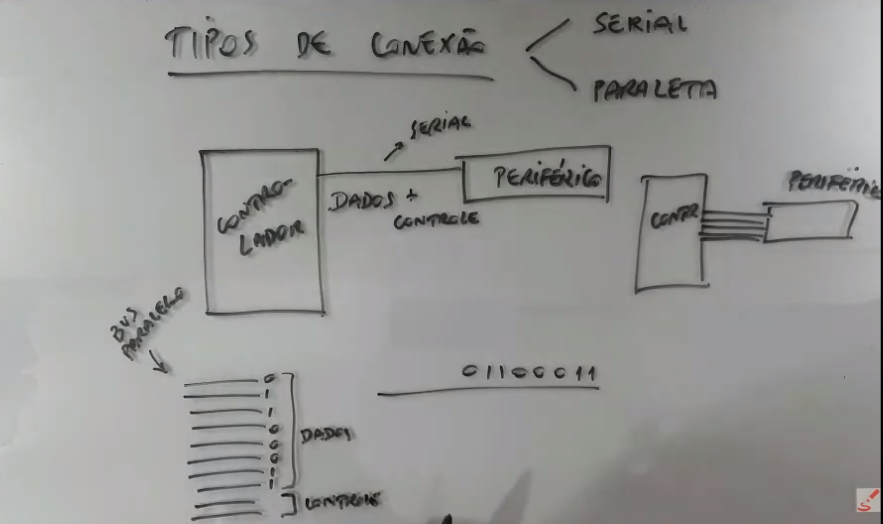 TIPOS DE CONEXÃO
SERIAL
PARALELA
SERIAL
CONTRO-
LADOR
DADOS +
CONTROLE
PERIFÉRICO
CONTR
PERIFÉRIC
BUS
PARALELO
01100011
0
1
1
0
0
0
1
1
DADOS
CONTROLE